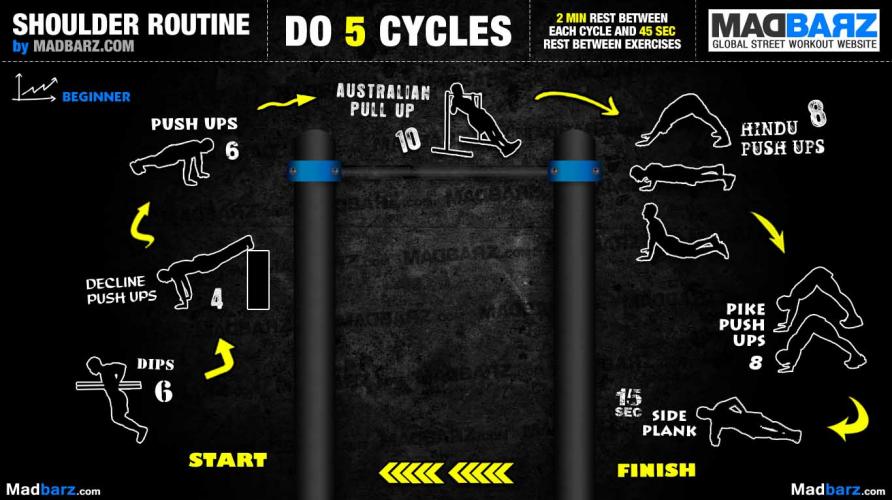 SHOULDER ROUTINE
by MADBARZ.COM
DO 5 CYCLES
2 MIN REST BETWEEN
EACH CYCLE AND 45 SEC
REST BETWEEN EXERCISES
MADBARZ
GLOBAL STREET WORKOUT WEBSITE
BEGINNER
START
DIPS
6
DECLINE
PUSH UPS
4
PUSH UPS
6
AUSTRALIAN
PULL UP
10
HINDU 8
PUSH UPS
PIKE
PUSH
UPS
8
15
SEC
SIDE
PLANK
FINISH
Madbarz.com
Madbarz.com